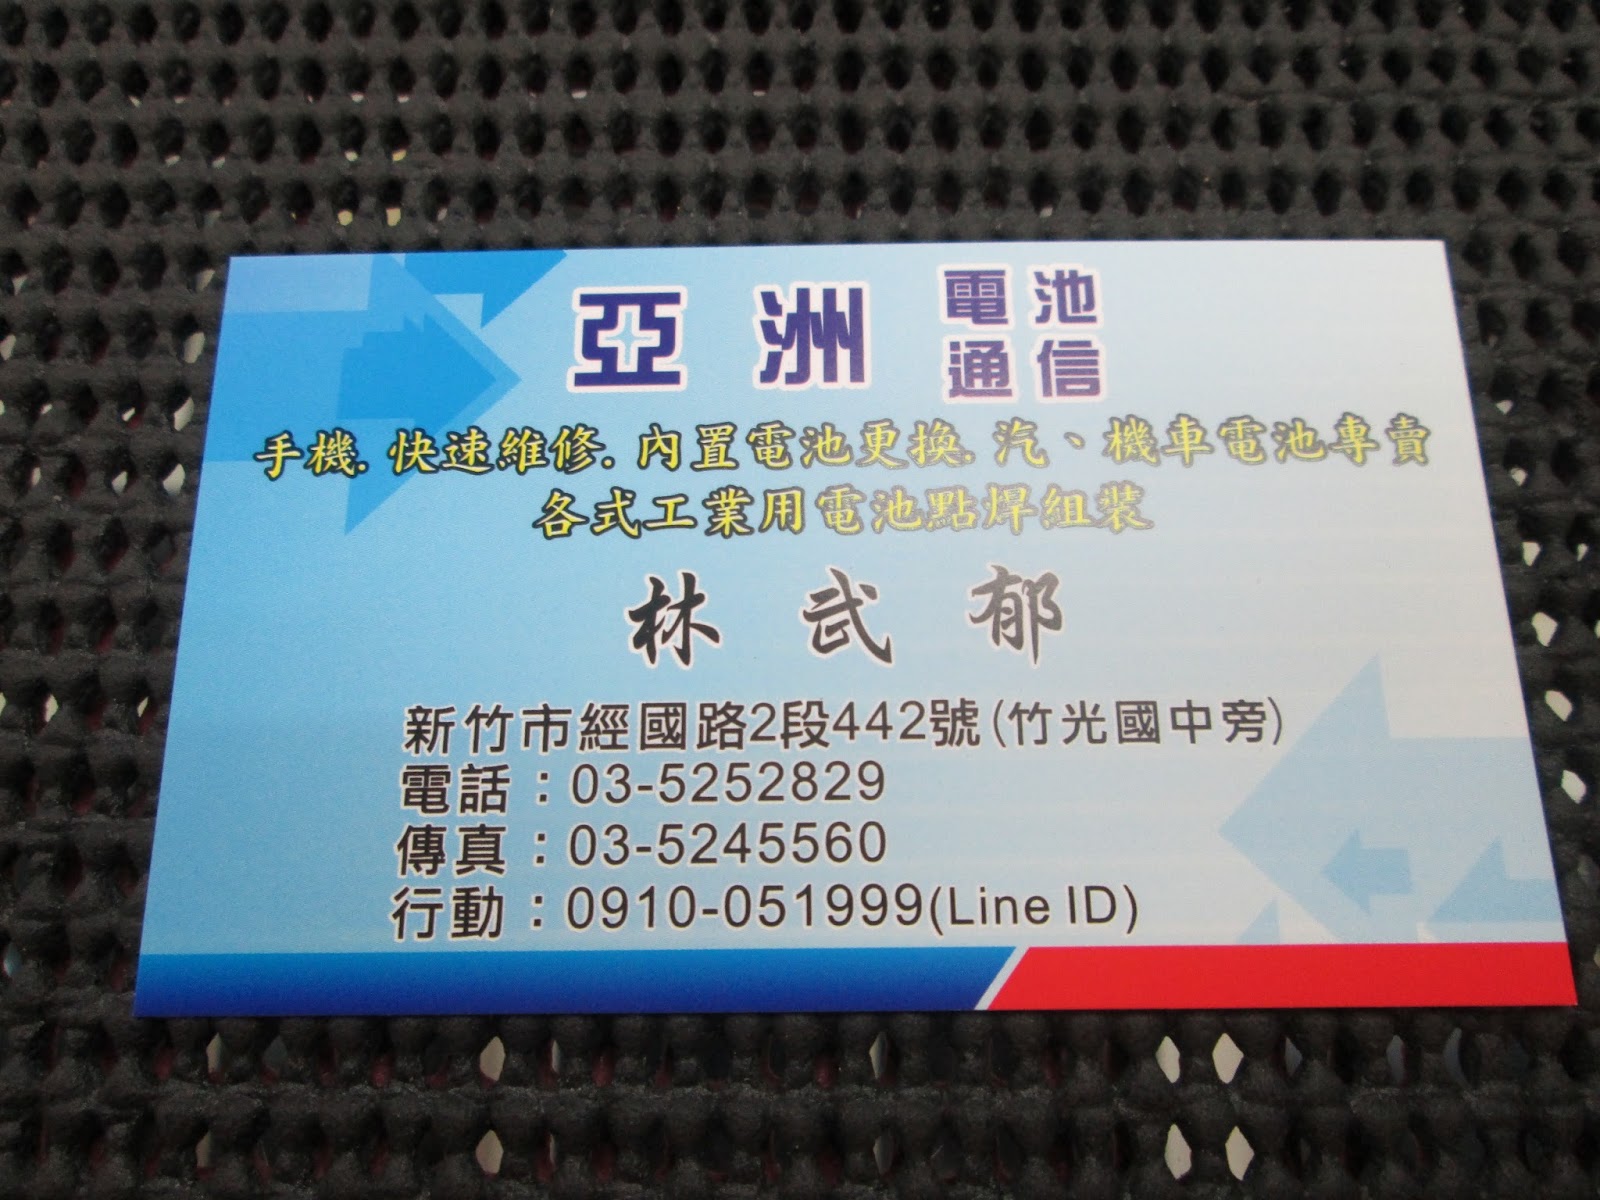 亞洲 電池
通信
手機.快速維修.內置電池更換.汽、機車電池專賣
各式工業用電池點焊組裝
林武郁
新竹市經國路2段442號(竹光國中旁)
電話：03-5252829
傳真：03-5245560
行動：0910-051999(Line ID)